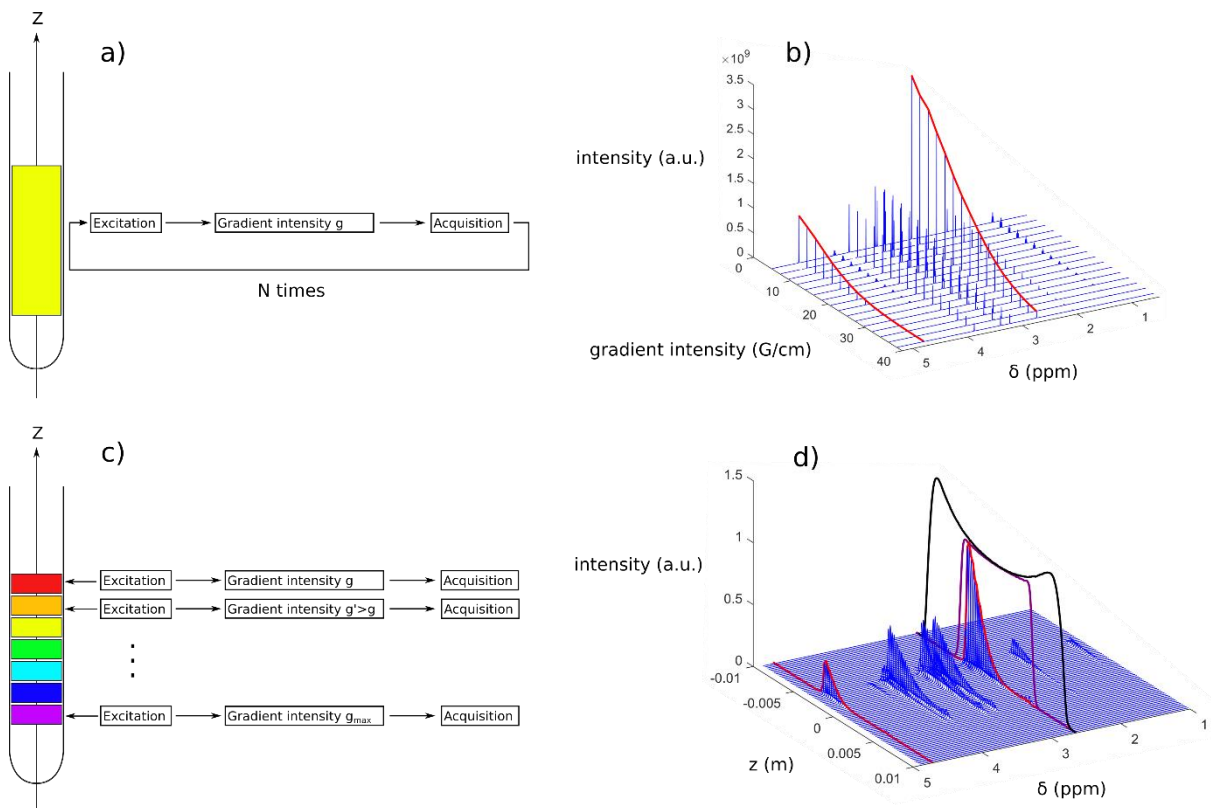 z
a)
Excitation
Gradient intensity g
Acquisition
N times
b)
×10⁹
3.5
3
2.5
2
1.5
1
0.5
0
intensity (a.u.)
0
10
20
30
40
gradient intensity (G/cm)
5
4
3
2
1
δ (ppm)
z
c)
Excitation
Gradient intensity g
Acquisition
Excitation
Gradient intensity g'>g
Acquisition
Excitation
Gradient intensity gmax
Acquisition
d)
1.5
1
0.5
0
intensity (a.u.)
-0.01
-0.005
0
0.005
0.01
z (m)
5
4
3
2
1
δ (ppm)